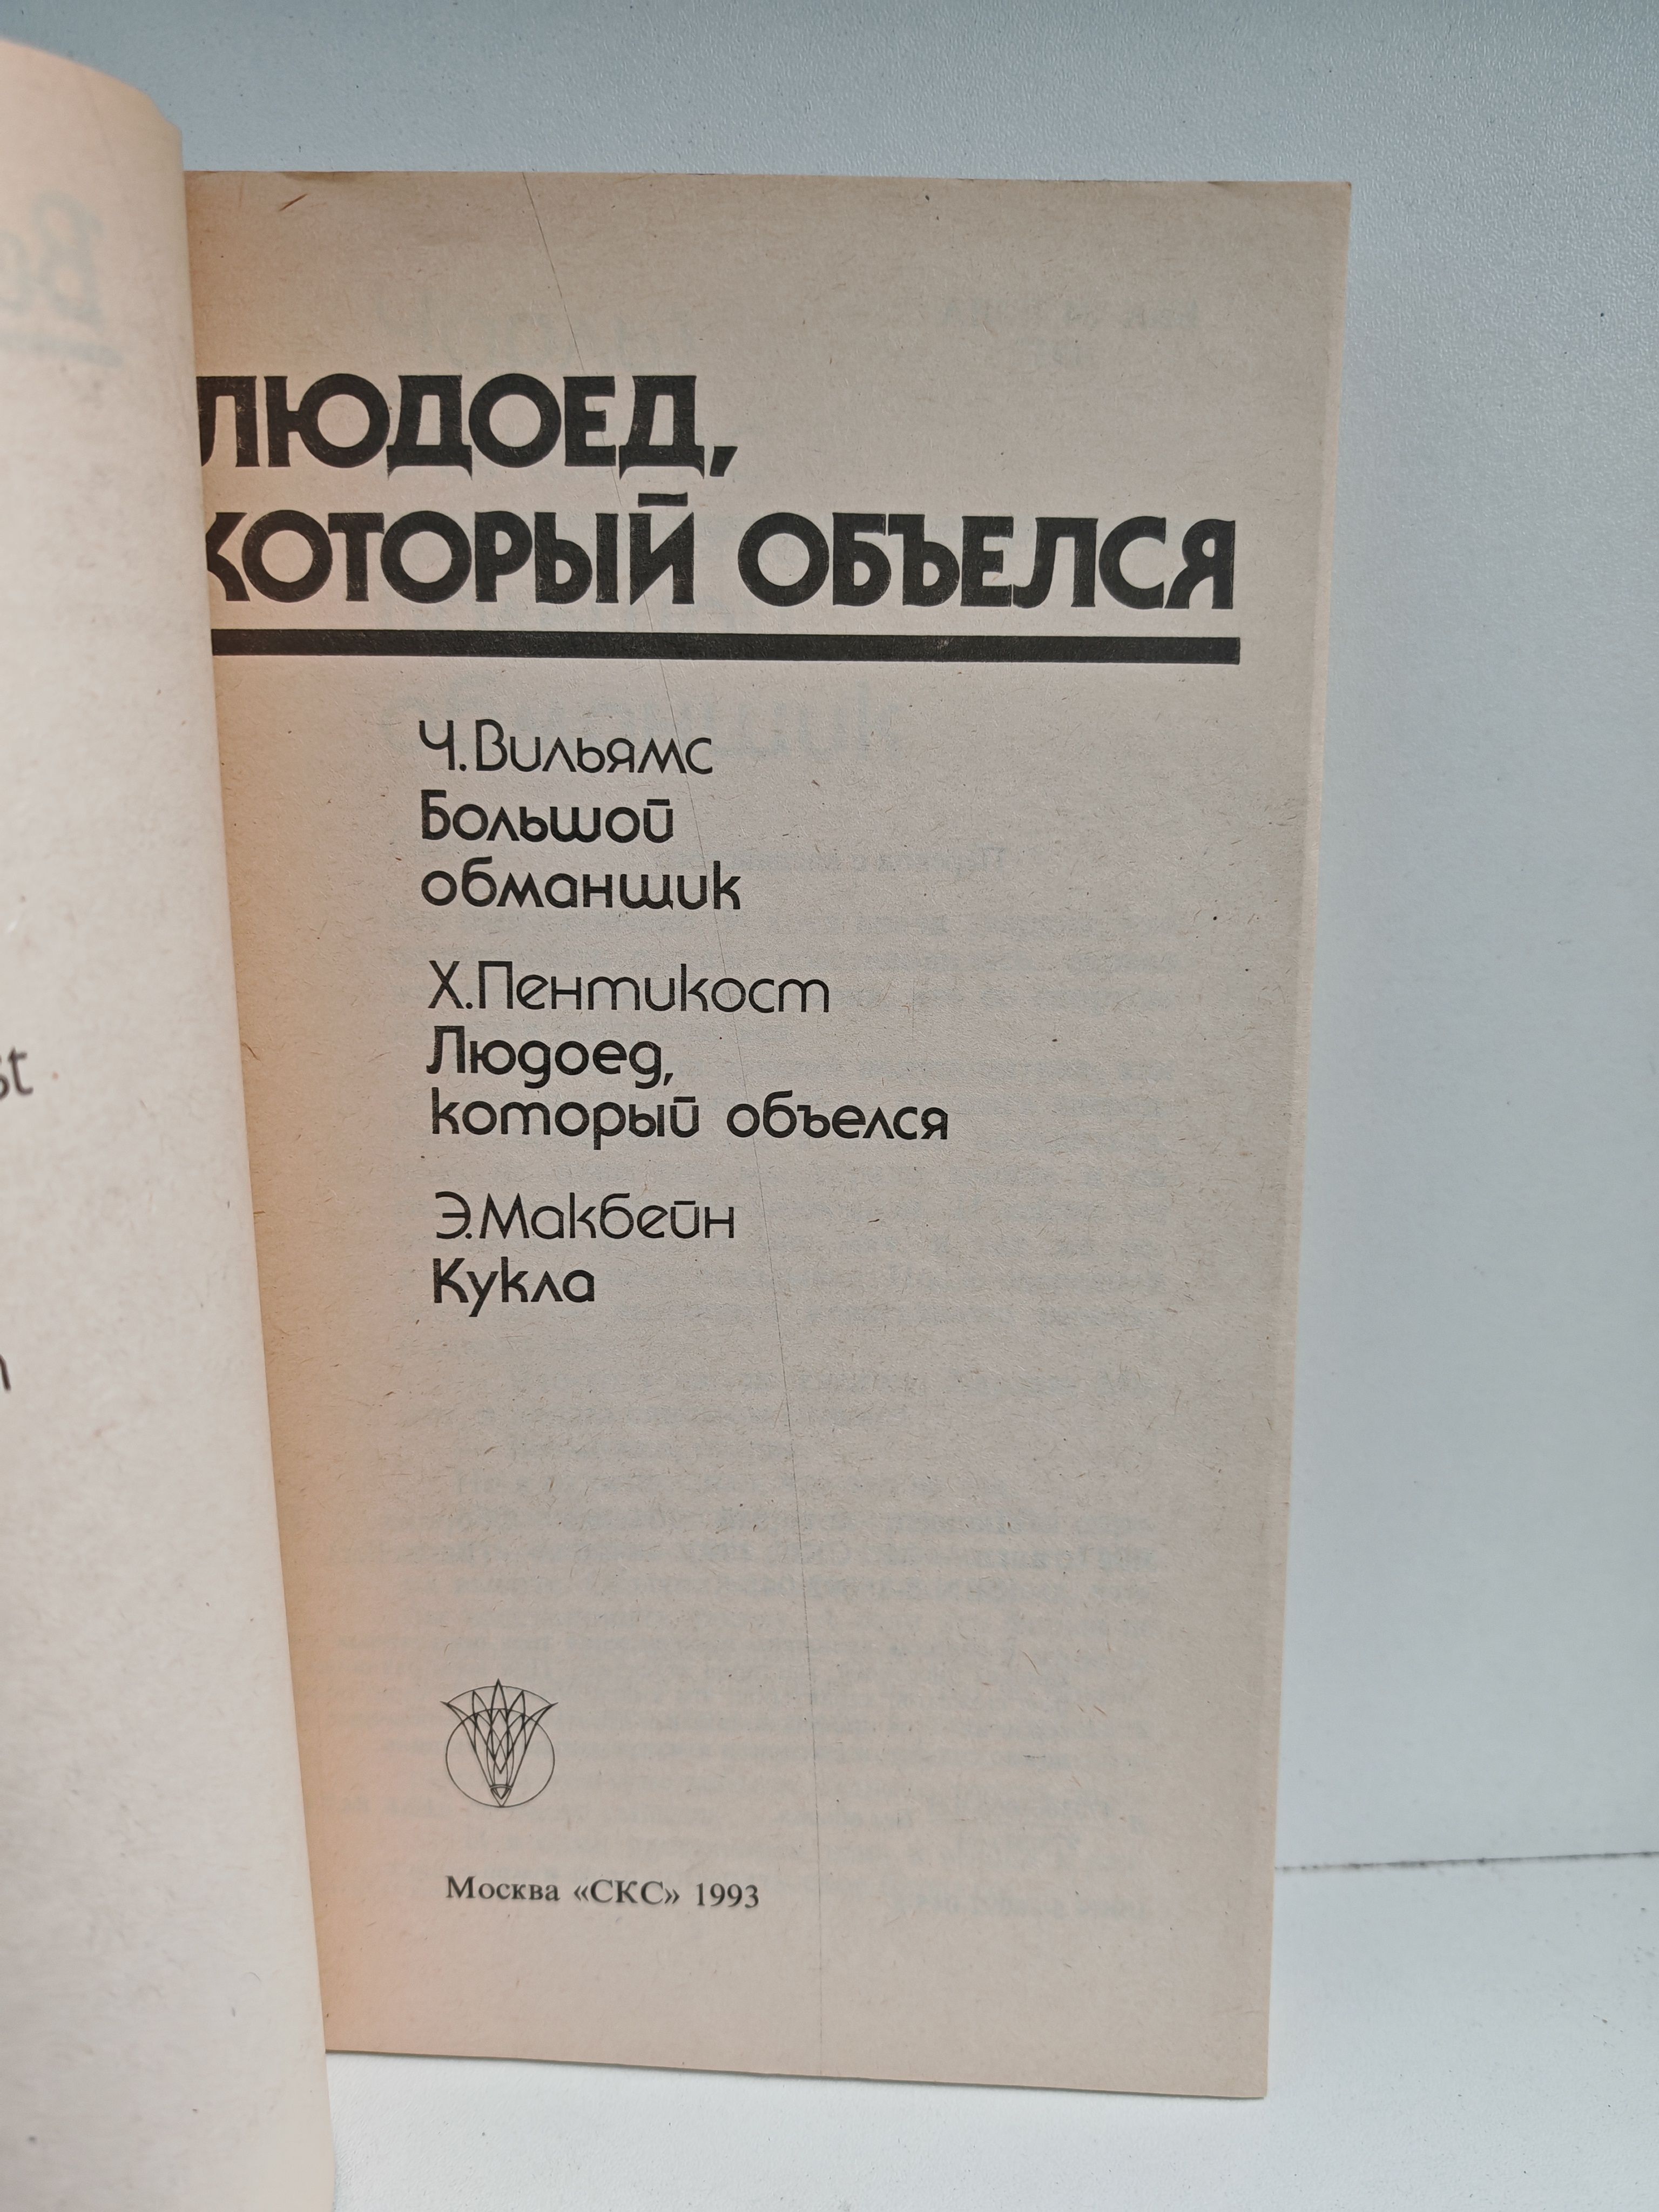 ЛЮДОЕД,
КОТОРЫЙ ОБЪЕЛСЯ
Ч.Вильямс
Большой
обманщик
Х.Пентикост
Людоед,
который объелся
Э.Макбейн
Кукла
Москва «СКС» 1993